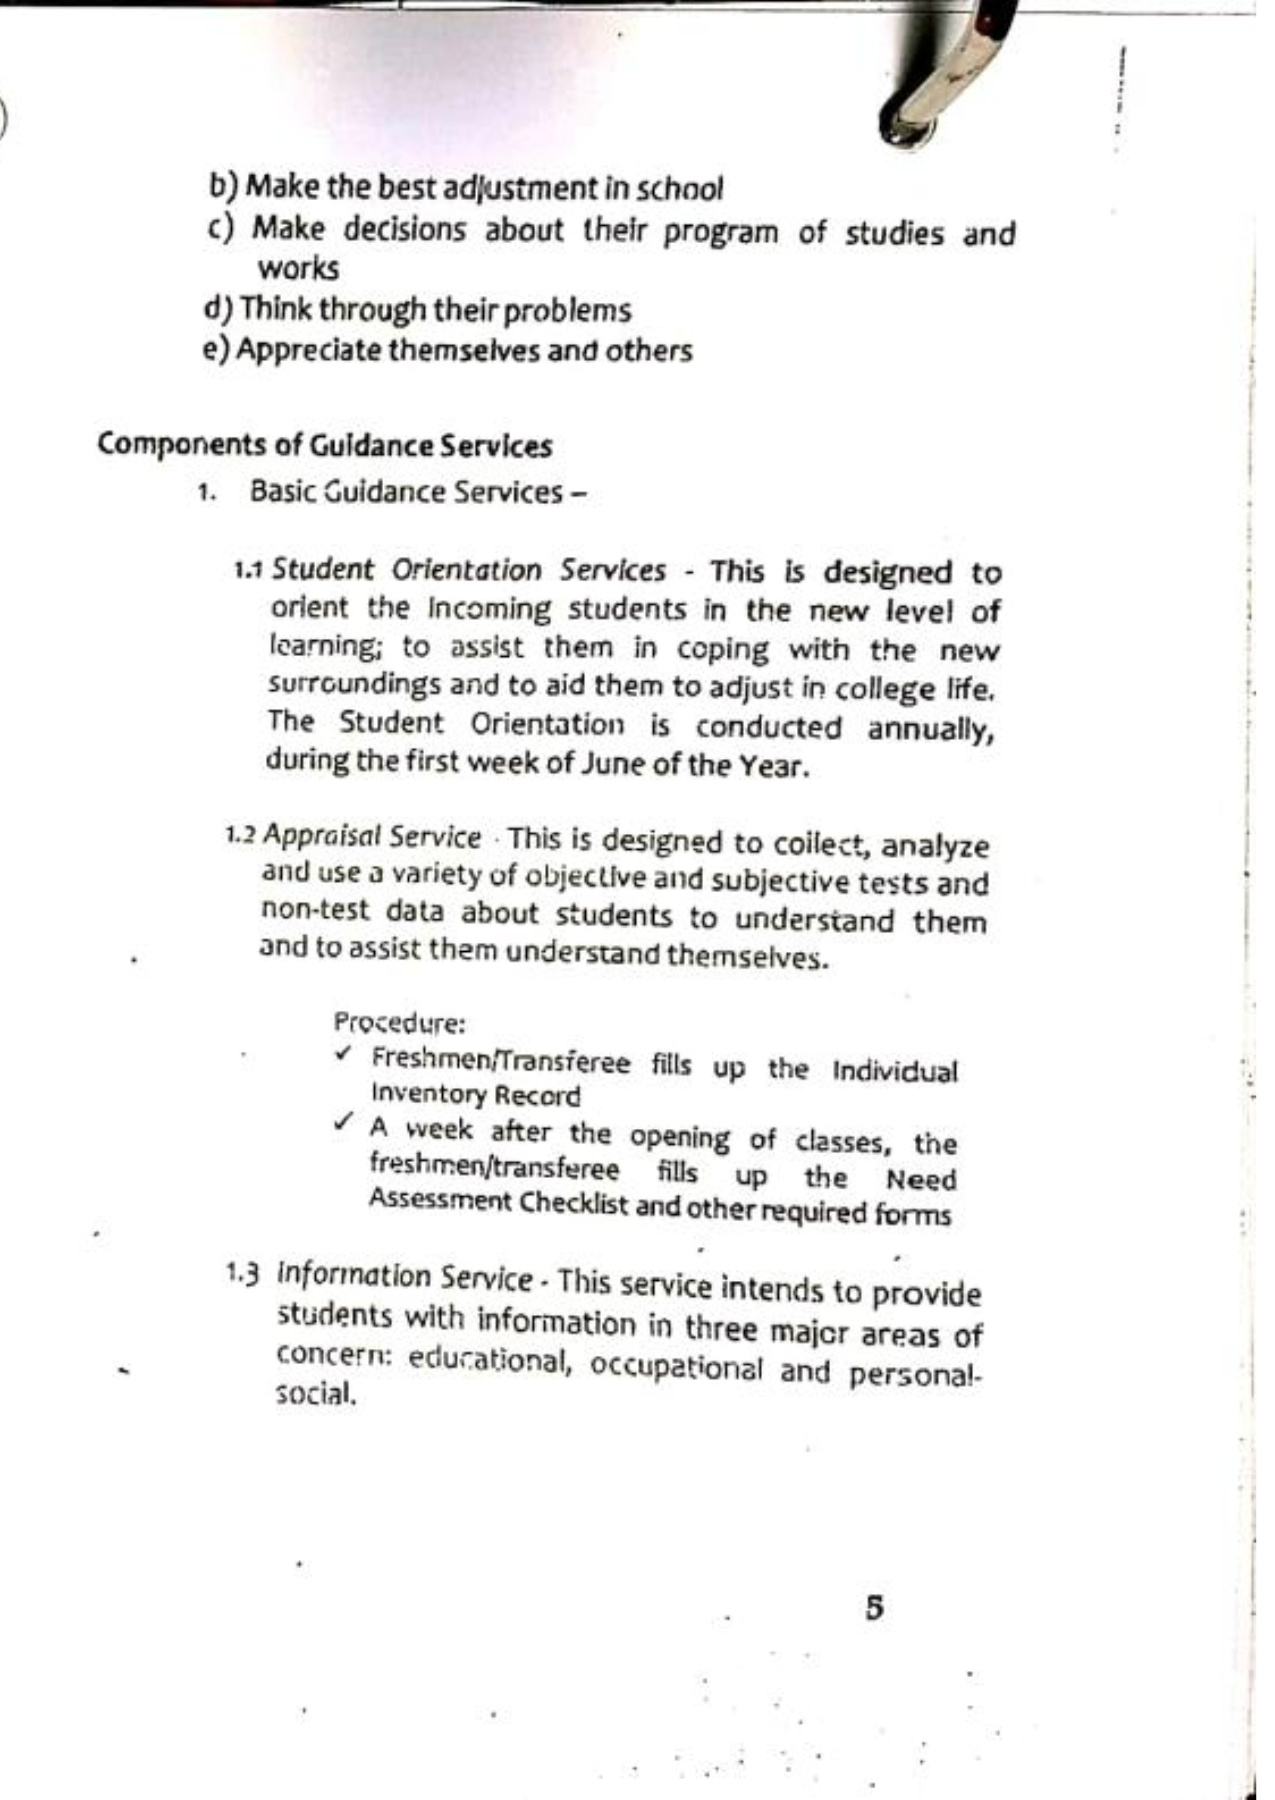 b) Make the best adjustment in school
c) Make decisions about their program of studies and
works
d) Think through their problems
e) Appreciate themselves and others
Components of Guidance Services
1. Basic Guidance Services –
1.1 Student Orientation Services - This is designed to
orient the incoming students in the new level of
learning; to assist them in coping with the new
surroundings and to aid them to adjust in college life.
The Student Orientation is conducted annually,
during the first week of June of the Year.
1.2 Appraisal Service - This is designed to collect, analyze
and use a variety of objective and subjective tests and
non-test data about students to understand them
and to assist them understand themselves.
Procedure:
✓ Freshmen/Transferee fills up the Individual
Inventory Record
✓ A week after the opening of classes, the
freshmen/transferee fills up the Need
Assessment Checklist and other required forms
1.3 Information Service - This service intends to provide
students with information in three major areas of
concern: educational, occupational and personal-
social.
5